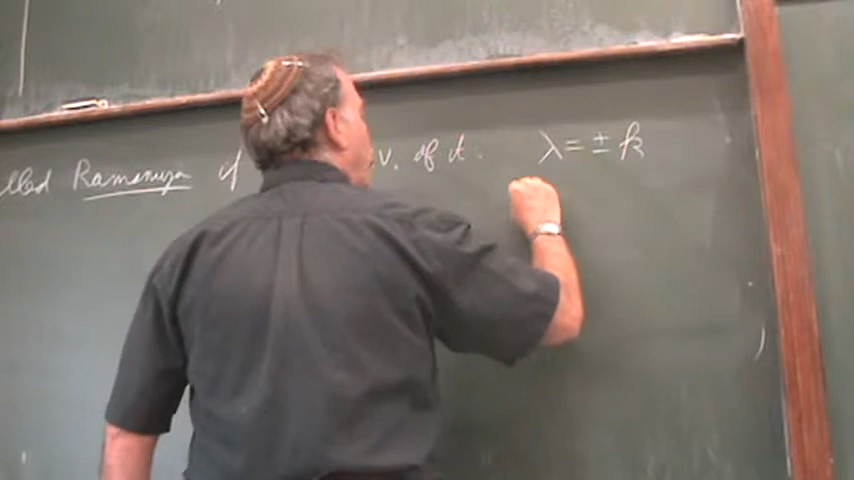 lled Ramanujan if v. of it : λ = ± k